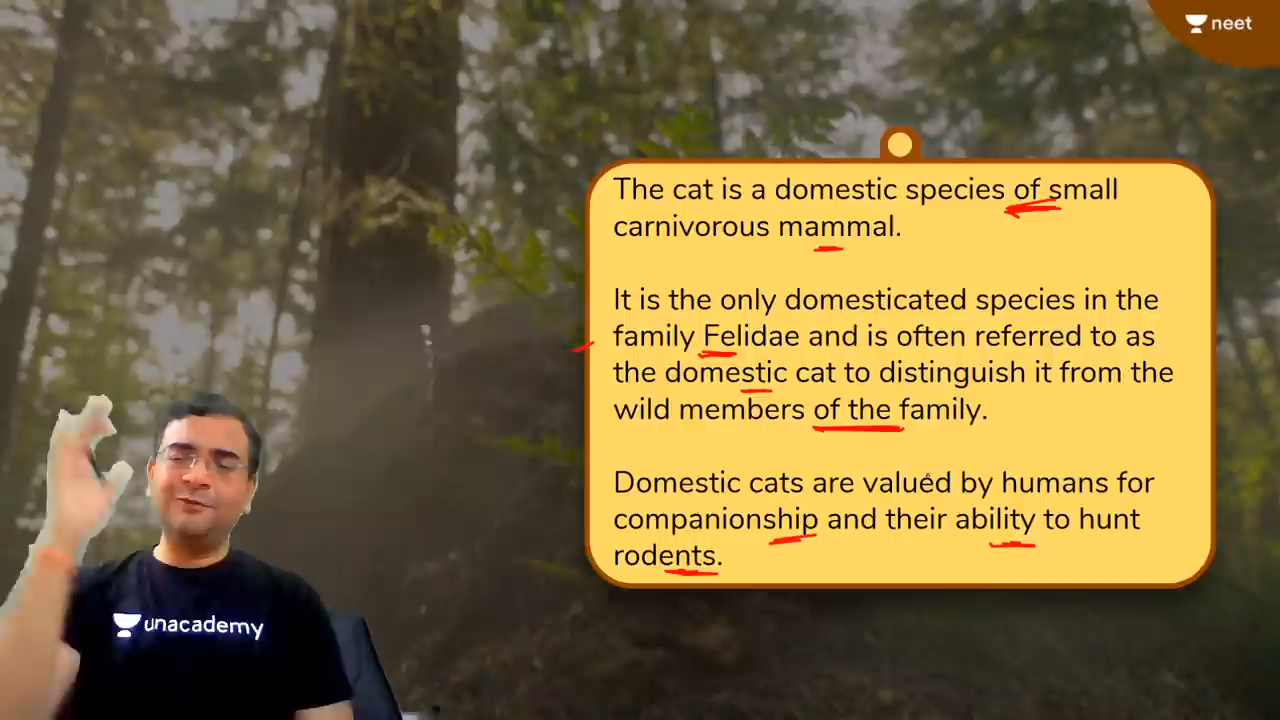 neet
The cat is a domestic species of small
carnivorous mammal.
It is the only domesticated species in the
family Felidae and is often referred to as
the domestic cat to distinguish it from the
wild members of the family.
Domestic cats are valued by humans for
companionship and their ability to hunt
rodents.
unacademy